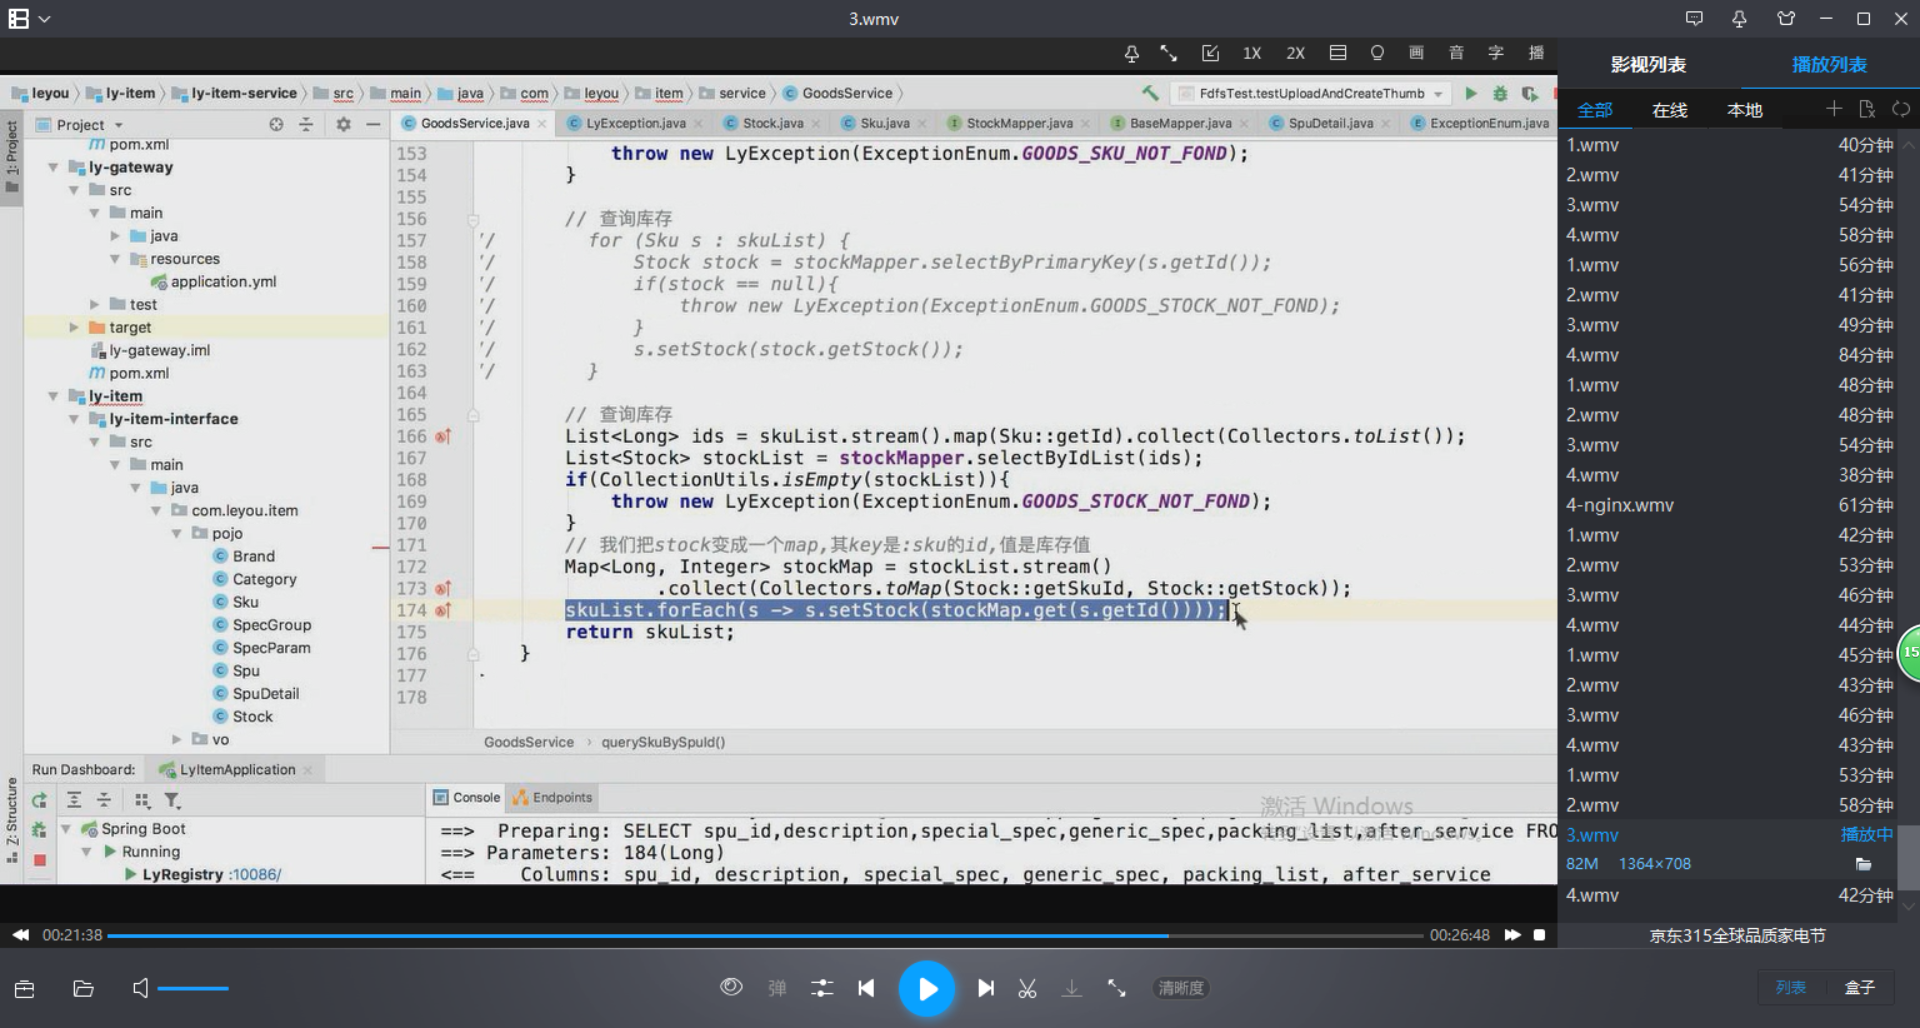 3.wmv
1X 2X 画 音 字 播
影视列表 播放列表
全部 在线 本地
leyou ly-item ly-item-service src main java com leyou item service GoodsService FdfsTest.testUploadAndCreateThumb
1: Project
Project
GoodsService.java LyException.java Stock.java Sku.java StockMapper.java BaseMapper.java SpuDetail.java ExceptionEnum.java
pom.xml
ly-gateway
src
main
java
resources
application.yml
test
target
ly-gateway.iml
pom.xml
ly-item
ly-item-interface
src
main
java
com.leyou.item
pojo
Brand
Category
Sku
SpecGroup
SpecParam
Spu
SpuDetail
Stock
vo
153 throw new LyException(ExceptionEnum.GOODS_SKU_NOT_FOND);
154 }
155
156 // 查询库存
157 '/ for (Sku s : skuList) {
158 '/ Stock stock = stockMapper.selectByPrimaryKey(s.getId());
159 '/ if(stock == null){
160 '/ throw new LyException(ExceptionEnum.GOODS_STOCK_NOT_FOND);
161 '/ }
162 '/ s.setStock(stock.getStock());
163 '/ }
164
165 // 查询库存
166 List<Long> ids = skuList.stream().map(Sku::getId).collect(Collectors.toList());
167 List<Stock> stockList = stockMapper.selectByIdList(ids);
168 if(CollectionUtils.isEmpty(stockList)){
169 throw new LyException(ExceptionEnum.GOODS_STOCK_NOT_FOND);
170 }
171 // 我们把stock变成一个map,其key是:sku的id,值是库存值
172 Map<Long, Integer> stockMap = stockList.stream()
173 .collect(Collectors.toMap(Stock::getSkuId, Stock::getStock));
174 skuList.forEach(s -> s.setStock(stockMap.get(s.getId())));
175 return skuList;
176 }
177
178
GoodsService › querySkuBySpuId()
Run Dashboard: LyItemApplication
Z: Structure
Console Endpoints
Spring Boot
Running
LyRegistry :10086/
==> Preparing: SELECT spu_id,description,special_spec,generic_spec,packing_list,after_service FRO
==> Parameters: 184(Long)
<== Columns: spu_id, description, special_spec, generic_spec, packing_list, after_service
激活 Windows
1.wmv 40分钟
2.wmv 41分钟
3.wmv 54分钟
4.wmv 58分钟
1.wmv 56分钟
2.wmv 41分钟
3.wmv 49分钟
4.wmv 84分钟
1.wmv 48分钟
2.wmv 48分钟
3.wmv 54分钟
4.wmv 38分钟
4-nginx.wmv 61分钟
1.wmv 42分钟
2.wmv 53分钟
3.wmv 46分钟
4.wmv 44分钟
1.wmv 45分钟
2.wmv 43分钟
3.wmv 46分钟
4.wmv 43分钟
1.wmv 53分钟
2.wmv 58分钟
3.wmv 播放中
82M 1364×708
4.wmv 42分钟
15
京东315全球品质家电节
00:21:38 00:26:48
弹 清晰度
列表 盒子